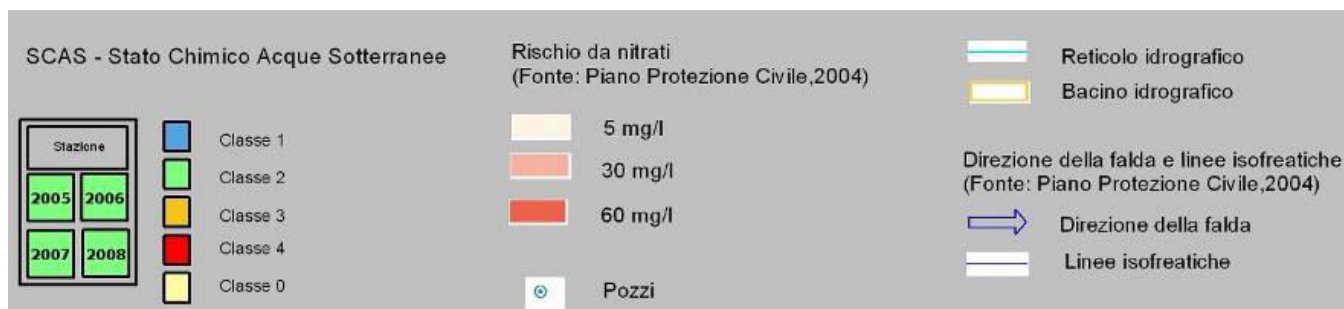 SCAS - Stato Chimico Acque Sotterranee
Stazione
2005 2006
2007 2008
Classe 1
Classe 2
Classe 3
Classe 4
Classe 0
Rischio da nitrati
(Fonte: Piano Protezione Civile,2004)
5 mg/l
30 mg/l
60 mg/l
Pozzi
Reticolo idrografico
Bacino idrografico
Direzione della falda e linee isofreatiche
(Fonte: Piano Protezione Civile,2004)
Direzione della falda
Linee isofreatiche